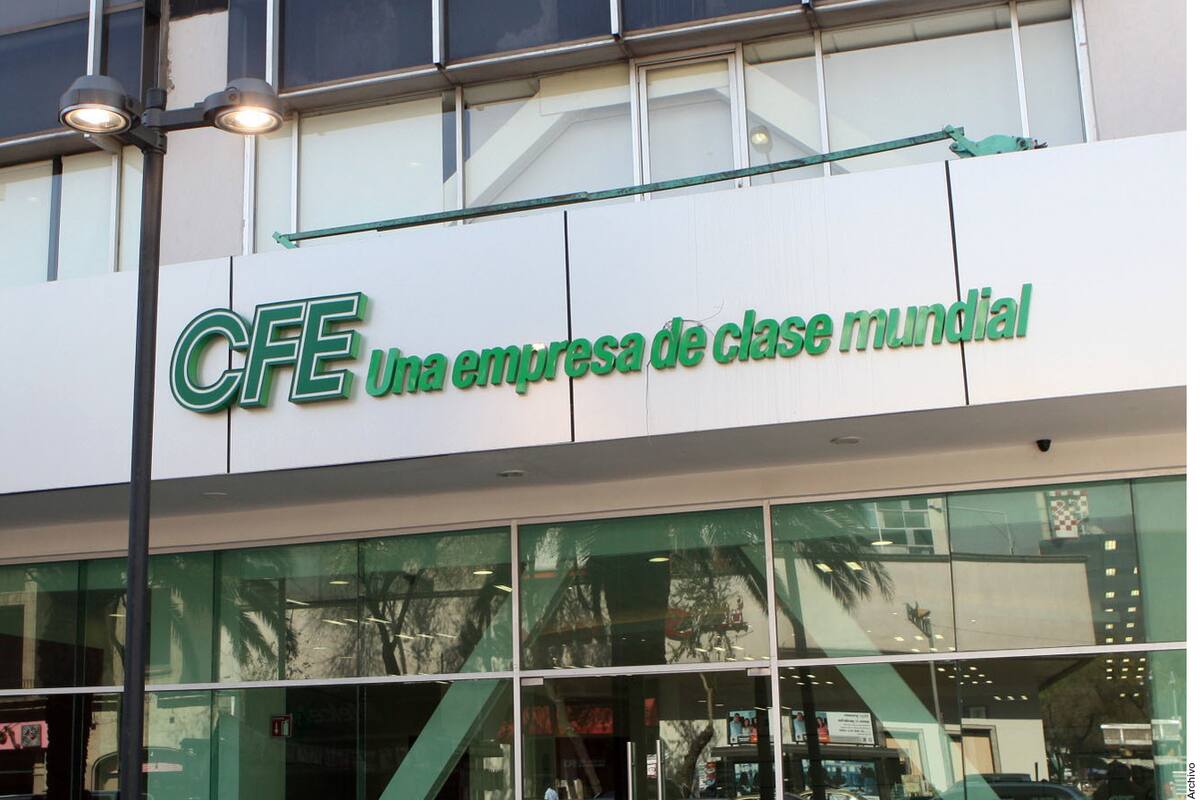 CFE Una empresa de clase mundial
Archivo